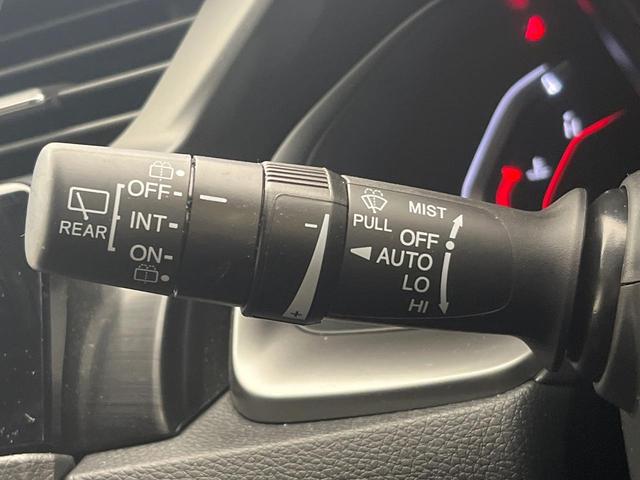 REAR
OFF
INT
ON
-
+
PULL
MIST
OFF
AUTO
LO
HI